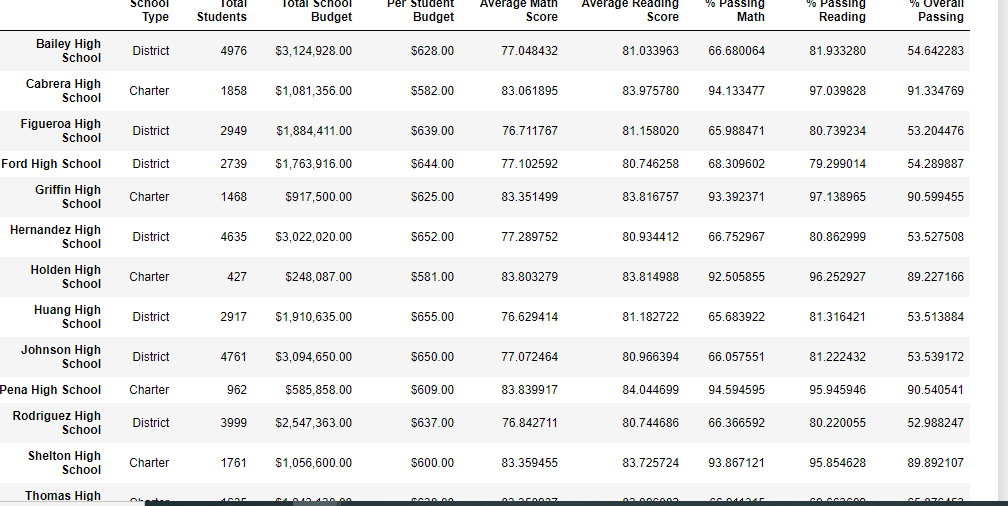 School Type Total Students Total School Budget Per Student Budget Average Math Score Average Reading Score % Passing Math % Passing Reading % Overall Passing
Bailey High School District 4976 $3,124,928.00 $628.00 77.048432 81.033963 66.680064 81.933280 54.642283
Cabrera High School Charter 1858 $1,081,356.00 $582.00 83.061895 83.975780 94.133477 97.039828 91.334769
Figueroa High School District 2949 $1,884,411.00 $639.00 76.711767 81.158020 65.988471 80.739234 53.204476
Ford High School District 2739 $1,763,916.00 $644.00 77.102592 80.746258 68.309602 79.299014 54.289887
Griffin High School Charter 1468 $917,500.00 $625.00 83.351499 83.816757 93.392371 97.138965 90.599455
Hernandez High School District 4635 $3,022,020.00 $652.00 77.289752 80.934412 66.752967 80.862999 53.527508
Holden High School Charter 427 $248,087.00 $581.00 83.803279 83.814988 92.505855 96.252927 89.227166
Huang High School District 2917 $1,910,635.00 $655.00 76.629414 81.182722 65.683922 81.316421 53.513884
Johnson High School District 4761 $3,094,650.00 $650.00 77.072464 80.966394 66.057551 81.222432 53.539172
Pena High School Charter 962 $585,858.00 $609.00 83.839917 84.044699 94.594595 95.945946 90.540541
Rodriguez High School District 3999 $2,547,363.00 $637.00 76.842711 80.744686 66.366592 80.220055 52.988247
Shelton High School Charter 1761 $1,056,600.00 $600.00 83.359455 83.725724 93.867121 95.854628 89.892107
Thomas High Charter